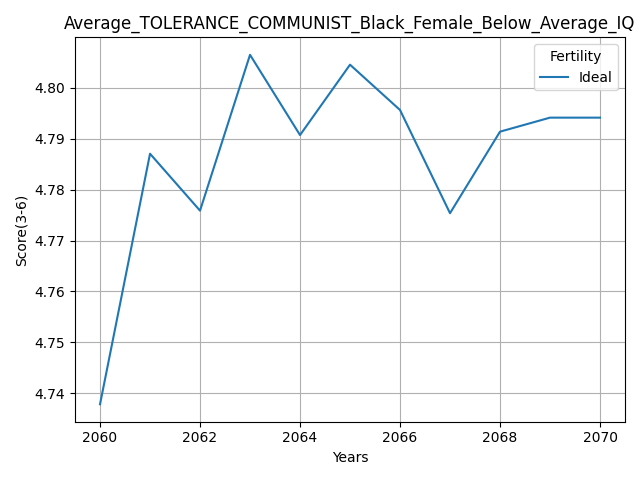 Average_TOLERANCE_COMMUNIST_Black_Female_Below_Average_IQ
Fertility
Ideal
4.80
4.79
4.78
4.77
4.76
4.75
4.74
Score(3-6)
2060
2062
2064
2066
2068
2070
Years